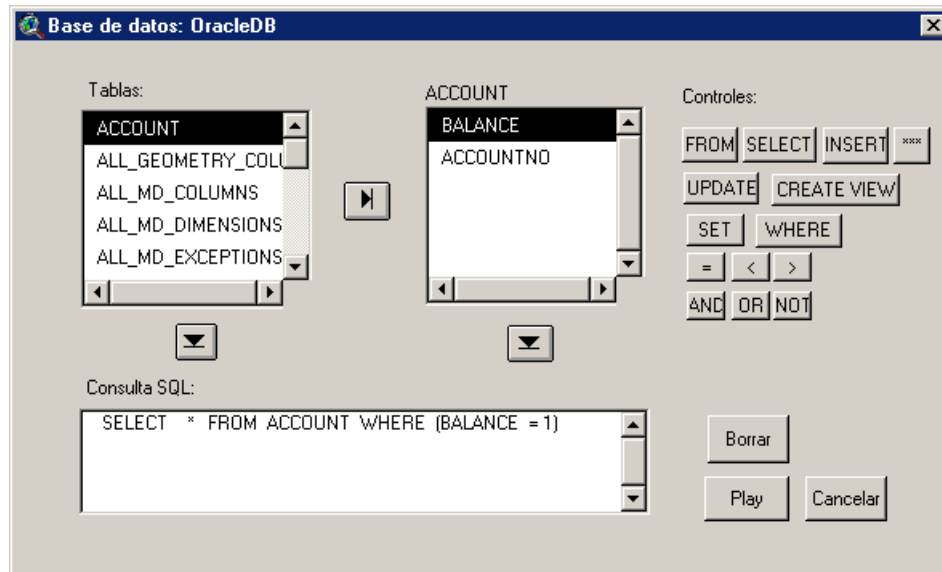 Base de datos: OracleDB
Tablas:
ACCOUNT
ALL_GEOMETRY_COLU
ALL_MD_COLUMNS
ALL_MD_DIMENSIONS
ALL_MD_EXCEPTIONS
ACCOUNT
BALANCE
ACCOUNTNO
Controles:
FROM SELECT INSERT ***
UPDATE CREATE VIEW
SET WHERE
= < >
AND OR NOT
Consulta SQL:
SELECT * FROM ACCOUNT WHERE (BALANCE = 1)
Borrar
Play Cancelar